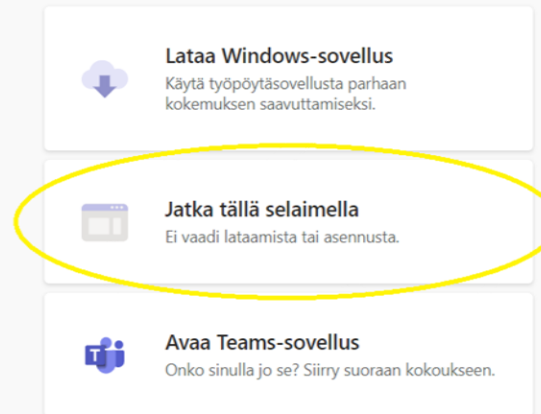 Lataa Windows-sovellus
Käytä työpöytäsovellusta parhaan
kokemuksen saavuttamiseksi.
Jatka tällä selaimella
Ei vaadi lataamista tai asennusta.
Avaa Teams-sovellus
Onko sinulla jo se? Siirry suoraan kokoukseen.